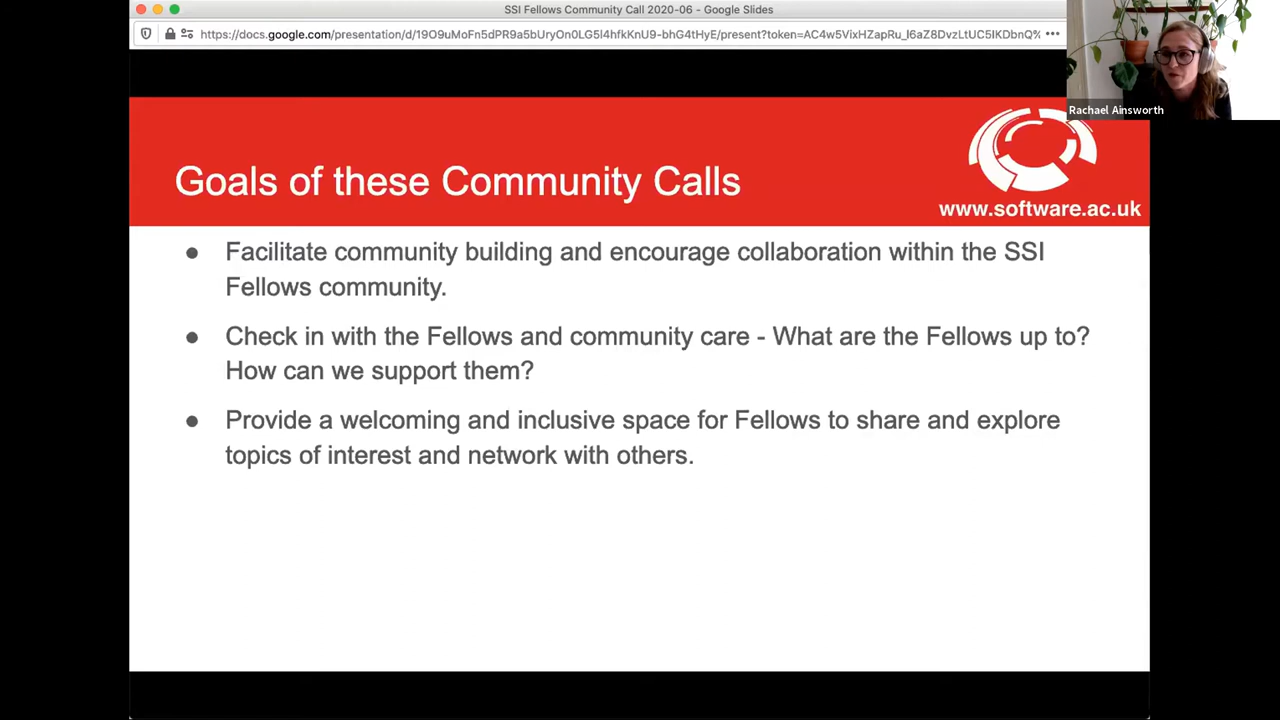 SSI Fellows Community Call 2020-06 - Google Slides
https://docs.google.com/presentation/d/19O9uMoFn5dPR9a5bUryOn0LG5I4hfkKnU9-bhG4tHyE/present?token=AC4w5VixHZapRu_I6aZ8DvzLtUC5IKDbnQ%
Rachael Ainsworth
Goals of these Community Calls
www.software.ac.uk
● Facilitate community building and encourage collaboration within the SSI
Fellows community.
● Check in with the Fellows and community care - What are the Fellows up to?
How can we support them?
● Provide a welcoming and inclusive space for Fellows to share and explore
topics of interest and network with others.